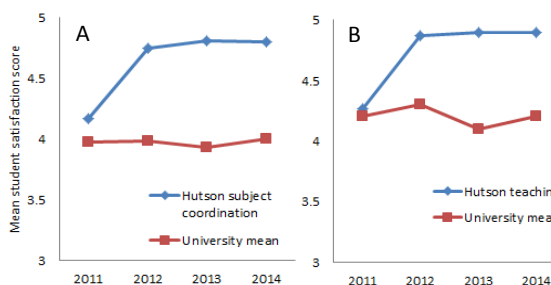 A
Mean student satisfaction score
5
4.5
4
3.5
3
Hutson subject
coordination
University mean
2011 2012 2013 2014
B
5
4.5
4
3.5
3
Hutson teachin
University mea
2011 2012 2013 2014